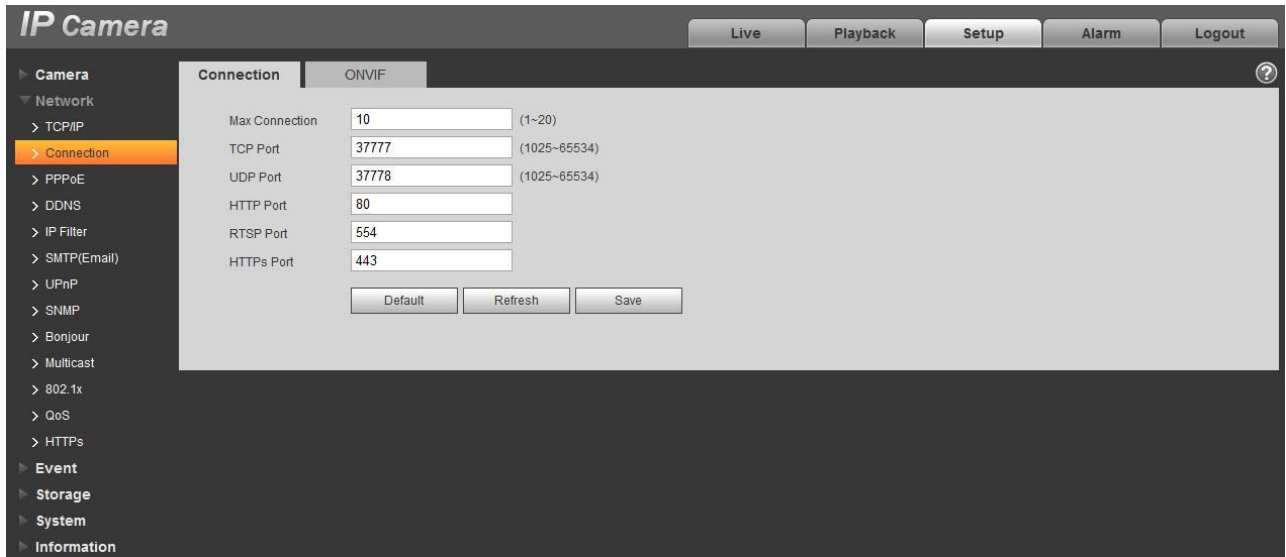 IP Camera
Live Playback Setup Alarm Logout
Camera
Network
> TCP/IP
> Connection
> PPPoE
> DDNS
> IP Filter
> SMTP(Email)
> UPnP
> SNMP
> Bonjour
> Multicast
> 802.1x
> QoS
> HTTPs
Event
Storage
System
Information
Connection ONVIF ?
Max Connection 10 (1~20)
TCP Port 37777 (1025~65534)
UDP Port 37778 (1025~65534)
HTTP Port 80
RTSP Port 554
HTTPs Port 443
Default Refresh Save